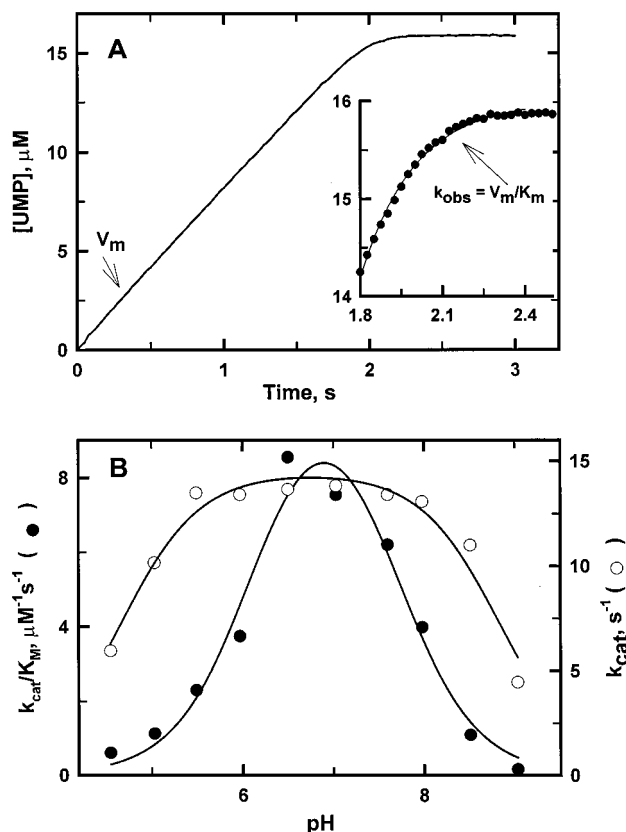 A
[UMP], μM
15
10
5
0
V_m
16
15
14
1.8
2.1
2.4
k_obs = V_m/K_m
0
1
2
3
Time, s
B
k_cat/K_M, μM⁻¹s⁻¹ ( ● )
8
4
0
15
10
5
0
k_cat, s⁻¹ ( ○ )
6
8
pH